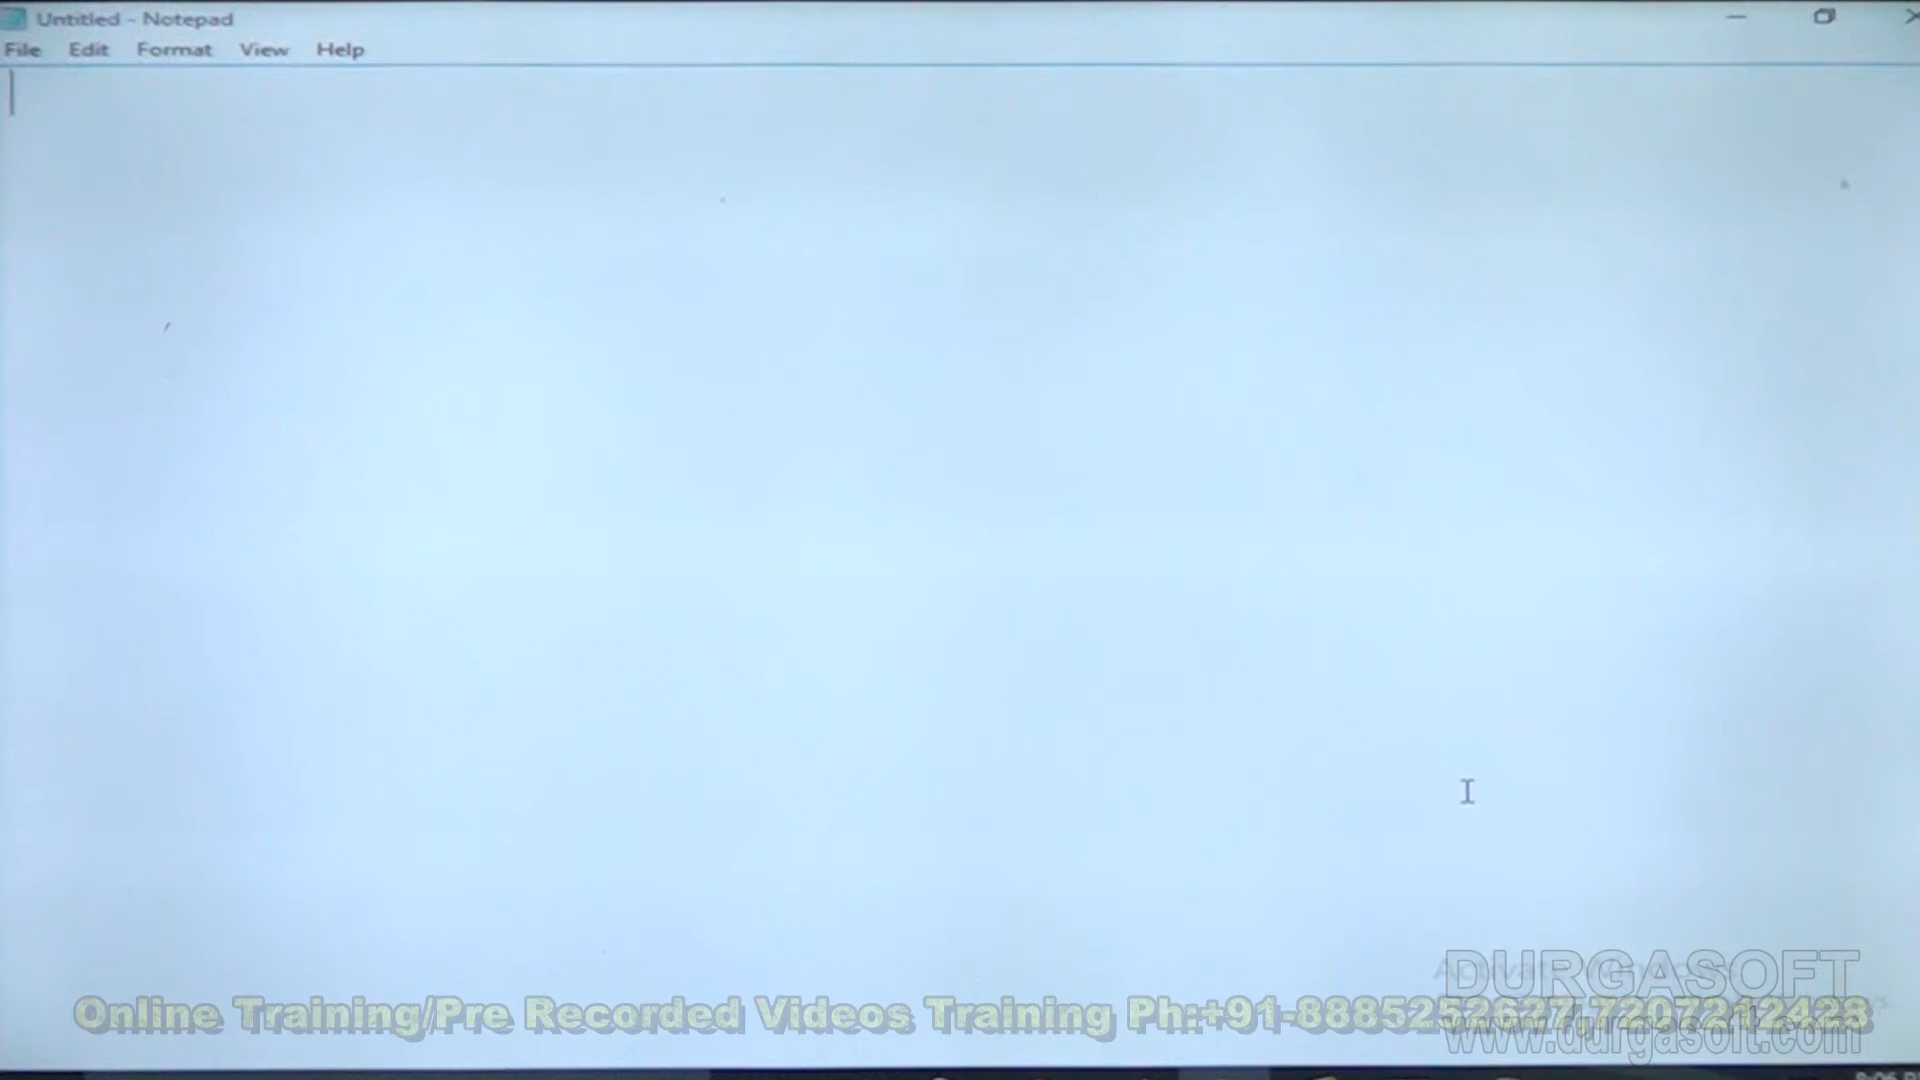 Untitled - Notepad
File Edit Format View Help
DURGASOFT
Online Training/Pre Recorded Videos Training Ph:+91-8885252627,7207212428
www.durgasoft.com